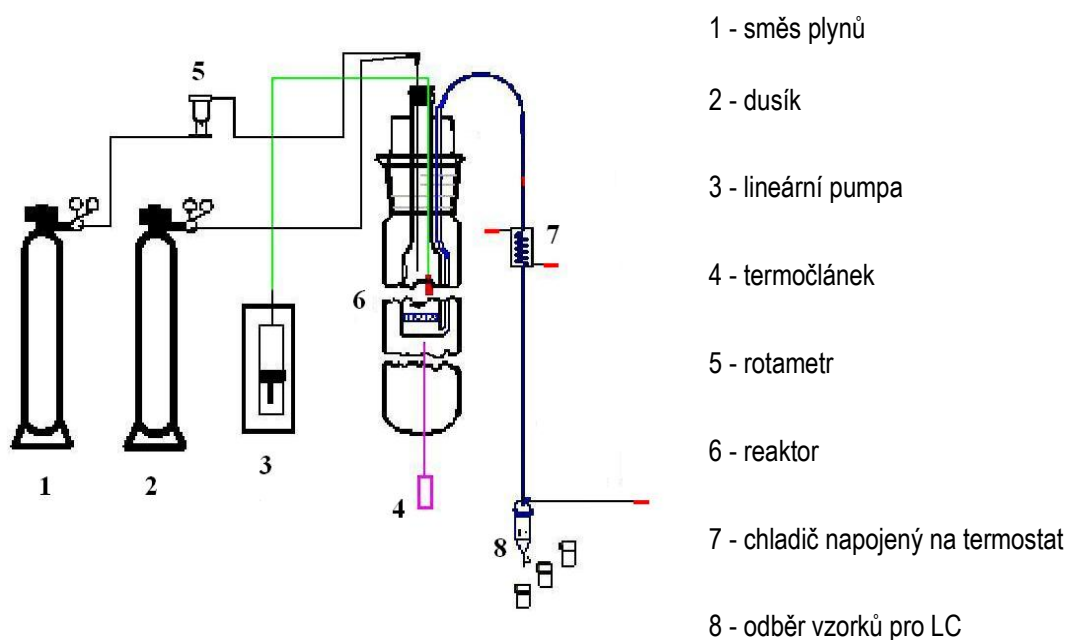 1 - směs plynů
2 - dusík
3 - lineární pumpa
4 - termočlánek
5 - rotametr
6 - reaktor
7 - chladič napojený na termostat
8 - odběr vzorků pro LC
5
7
6
3
1
2
4
8